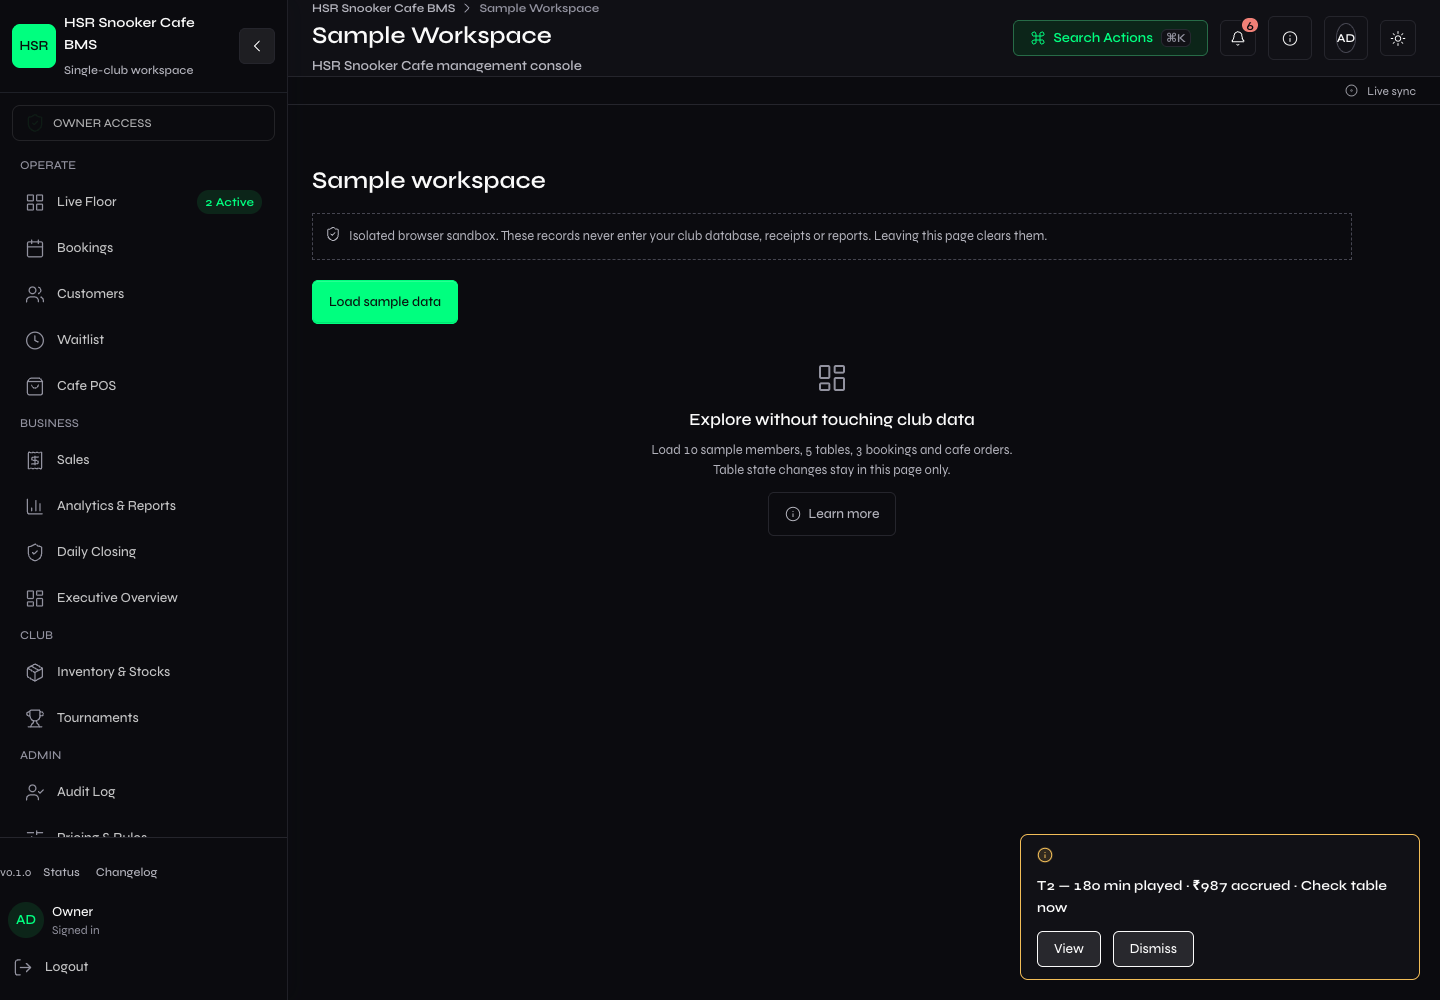 HSR
HSR Snooker Cafe
BMS
Single-club workspace
OWNER ACCESS
OPERATE
Live Floor
2 Active
Bookings
Customers
Waitlist
Cafe POS
BUSINESS
Sales
Analytics & Reports
Daily Closing
Executive Overview
CLUB
Inventory & Stocks
Tournaments
ADMIN
Audit Log
Pricing & Rules
v0.1.0 Status Changelog
AD
Owner
Signed in
Logout
HSR Snooker Cafe BMS > Sample Workspace
Sample Workspace
HSR Snooker Cafe management console
Search Actions ⌘K
6
AD
Live sync
Sample workspace
Isolated browser sandbox. These records never enter your club database, receipts or reports. Leaving this page clears them.
Load sample data
Explore without touching club data
Load 10 sample members, 5 tables, 3 bookings and cafe orders.
Table state changes stay in this page only.
Learn more
T2 — 180 min played · ₹987 accrued · Check table
now
View
Dismiss